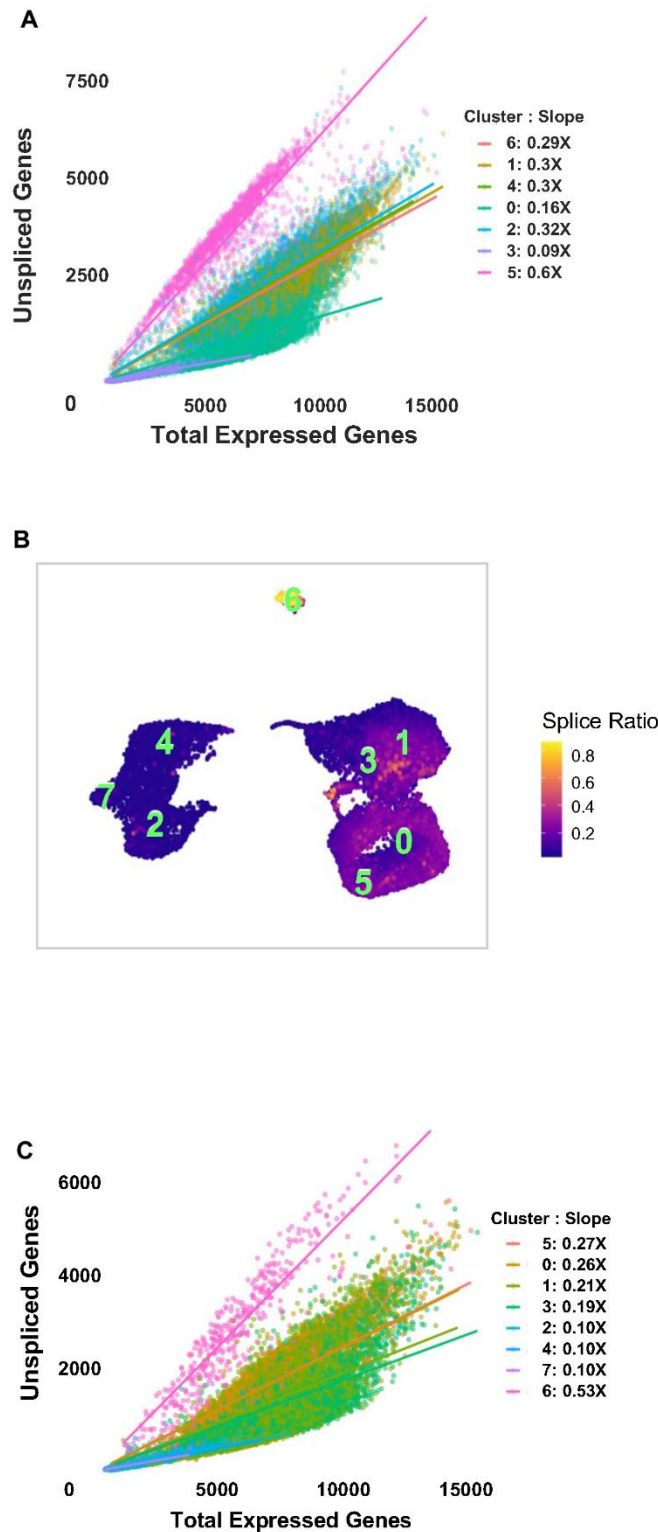 A
Unspliced Genes
7500
5000
2500
0
5000 10000 15000
Total Expressed Genes
Cluster : Slope
6: 0.29X
1: 0.3X
4: 0.3X
0: 0.16X
2: 0.32X
3: 0.09X
5: 0.6X
B
6
4
7
2
3
1
0
5
Splice Ratio
0.8
0.6
0.4
0.2
C
Unspliced Genes
6000
4000
2000
0
5000 10000 15000
Total Expressed Genes
Cluster : Slope
5: 0.27X
0: 0.26X
1: 0.21X
3: 0.19X
2: 0.10X
4: 0.10X
7: 0.10X
6: 0.53X